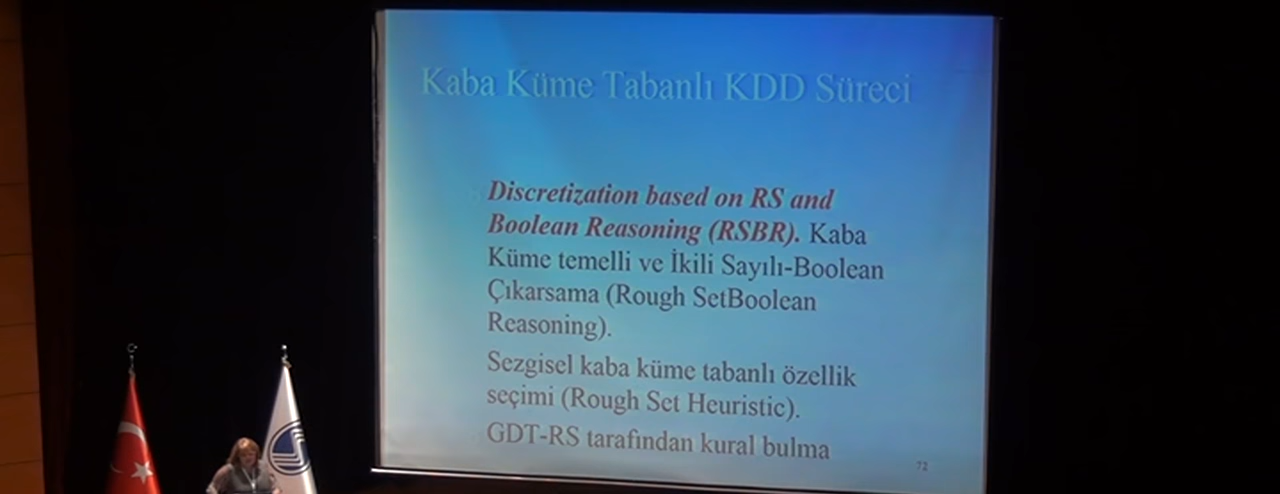 Kaba Küme Tabanlı KDD Süreci
Discretization based on RS and
Boolean Reasoning (RSBR). Kaba
Küme temelli ve İkili Sayılı-Boolean
Çıkarsama (Rough SetBoolean
Reasoning).
Sezgisel kaba küme tabanlı özellik
seçimi (Rough Set Heuristic).
GDT-RS tarafından kural bulma
72